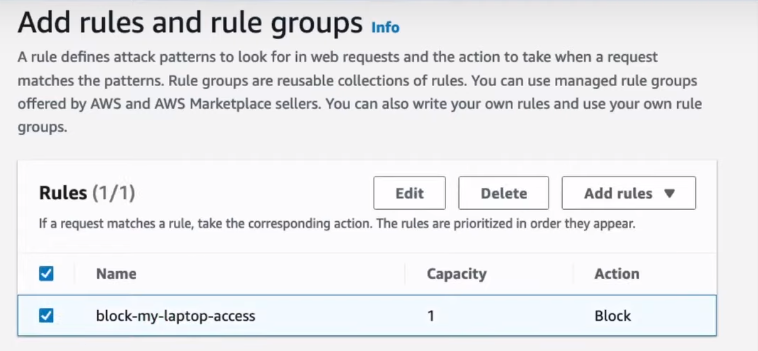 Add rules and rule groups Info
A rule defines attack patterns to look for in web requests and the action to take when a request
matches the patterns. Rule groups are reusable collections of rules. You can use managed rule groups
offered by AWS and AWS Marketplace sellers. You can also write your own rules and use your own rule
groups.
Rules (1/1) Edit Delete Add rules
If a request matches a rule, take the corresponding action. The rules are prioritized in order they appear.
Name Capacity Action
block-my-laptop-access 1 Block